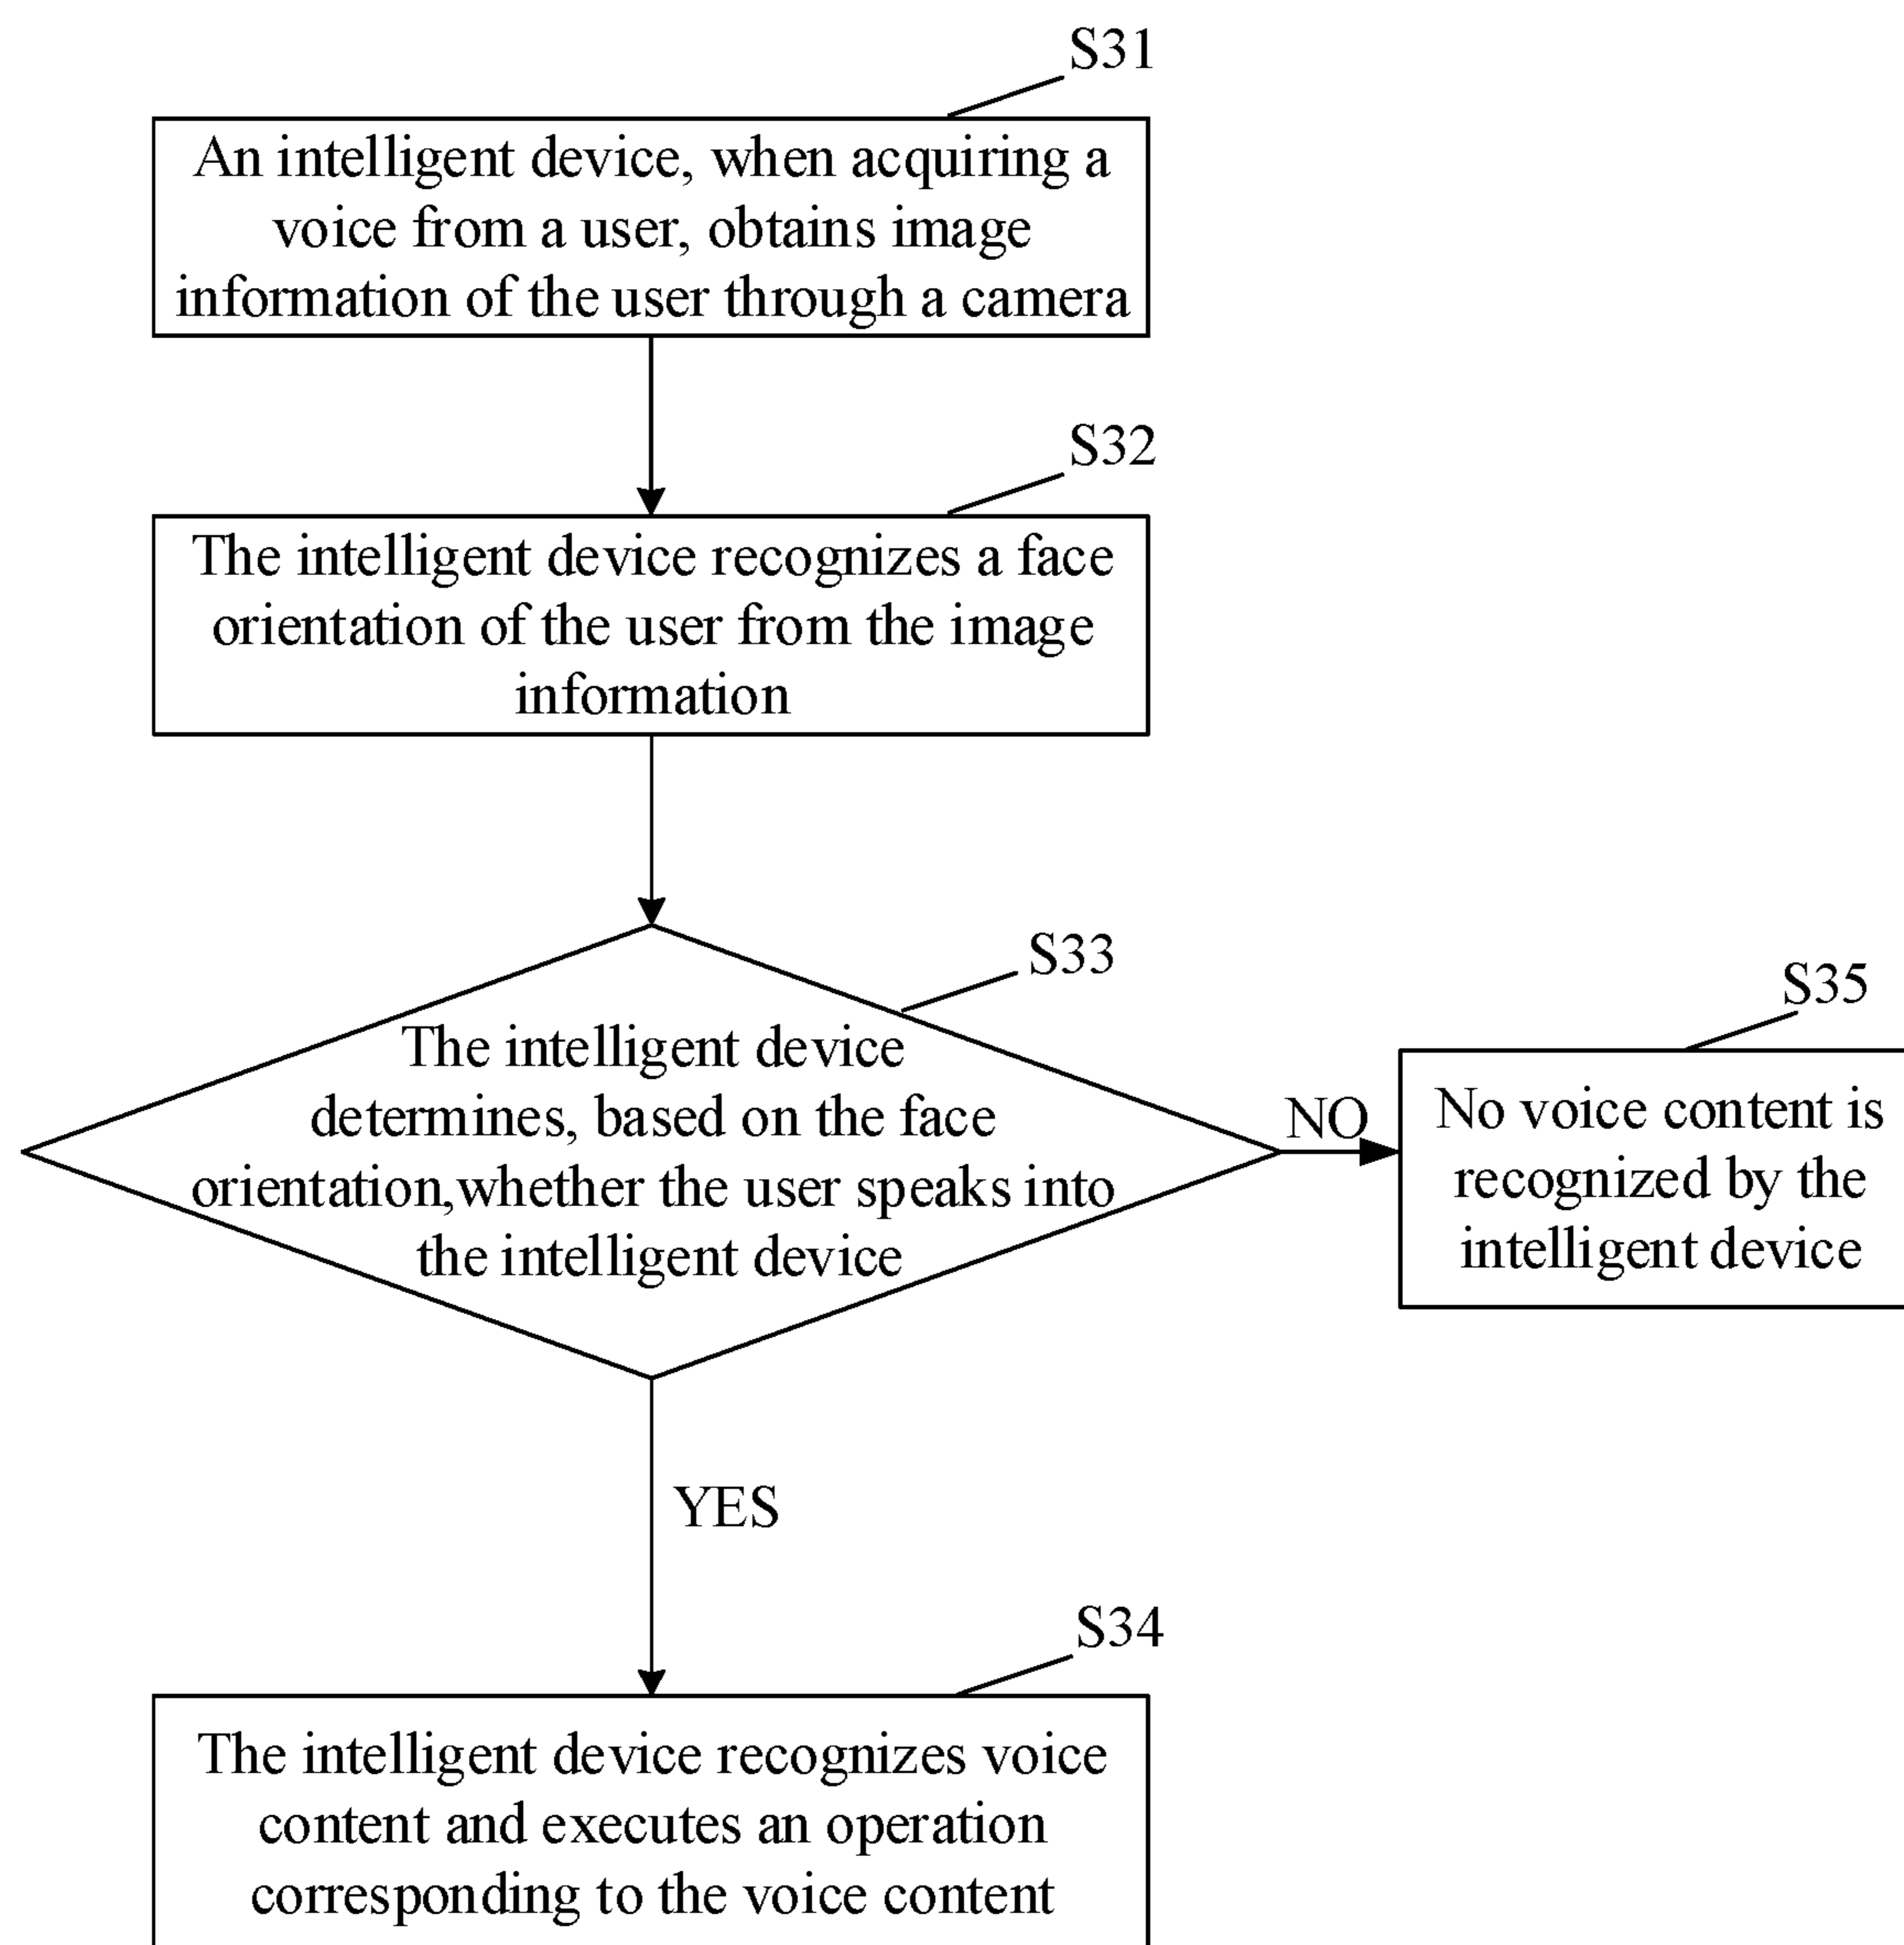 S31
An intelligent device, when acquiring a
voice from a user, obtains image
information of the user through a camera
S32
The intelligent device recognizes a face
orientation of the user from the image
information
S33
The intelligent device
determines, based on the face
orientation,whether the user speaks into
the intelligent device
NO
S35
No voice content is
recognized by the
intelligent device
YES
S34
The intelligent device recognizes voice
content and executes an operation
corresponding to the voice content